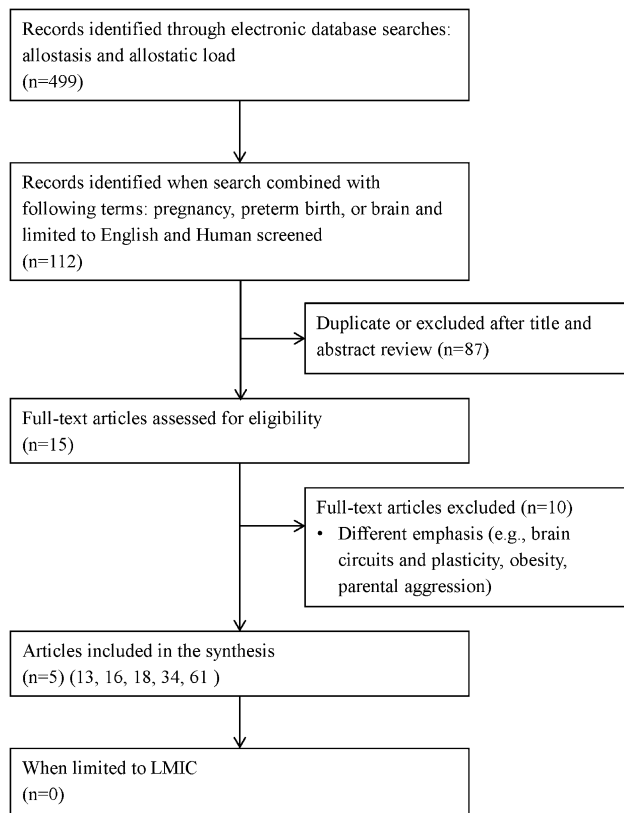 Records identified through electronic database searches:
allostasis and allostatic load
(n=499)
Records identified when search combined with
following terms: pregnancy, preterm birth, or brain and
limited to English and Human screened
(n=112)
Duplicate or excluded after title and
abstract review (n=87)
Full-text articles assessed for eligibility
(n=15)
Full-text articles excluded (n=10)
• Different emphasis (e.g., brain
circuits and plasticity, obesity,
parental aggression)
Articles included in the synthesis
(n=5) (13, 16, 18, 34, 61 )
When limited to LMIC
(n=0)